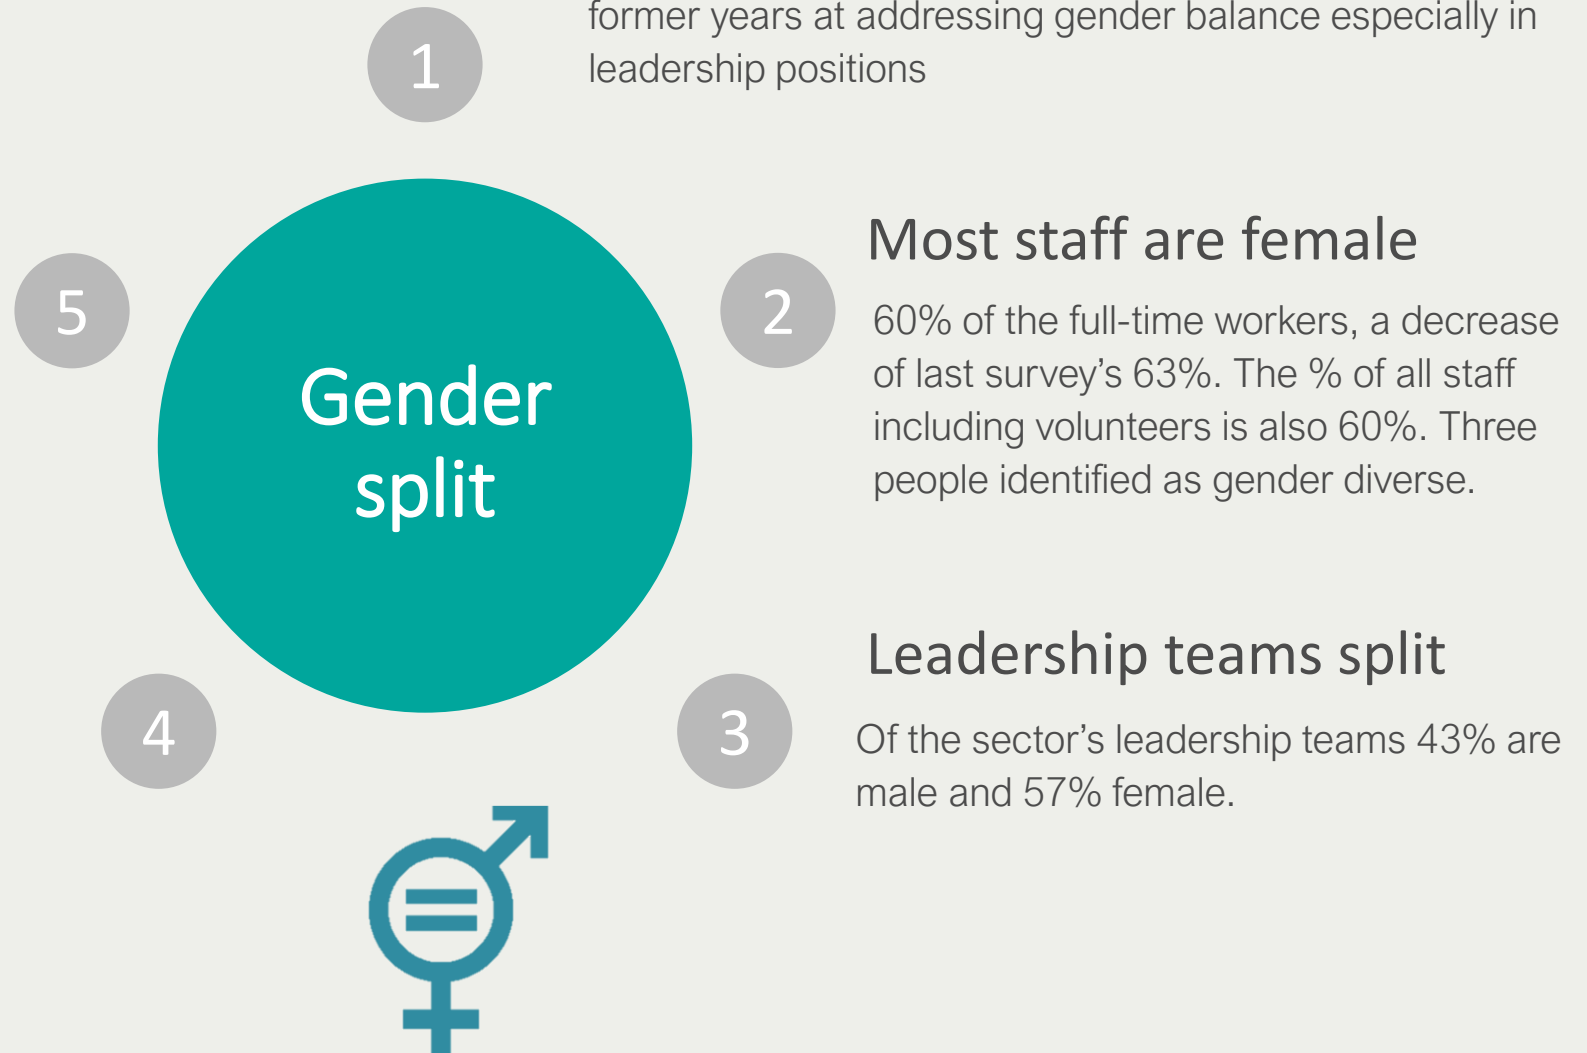 former years at addressing gender balance especially in
leadership positions
1
Most staff are female
5
2
60% of the full-time workers, a decrease
of last survey’s 63%. The % of all staff
including volunteers is also 60%. Three
people identified as gender diverse.
Gender
split
Leadership teams split
4
3
Of the sector’s leadership teams 43% are
male and 57% female.